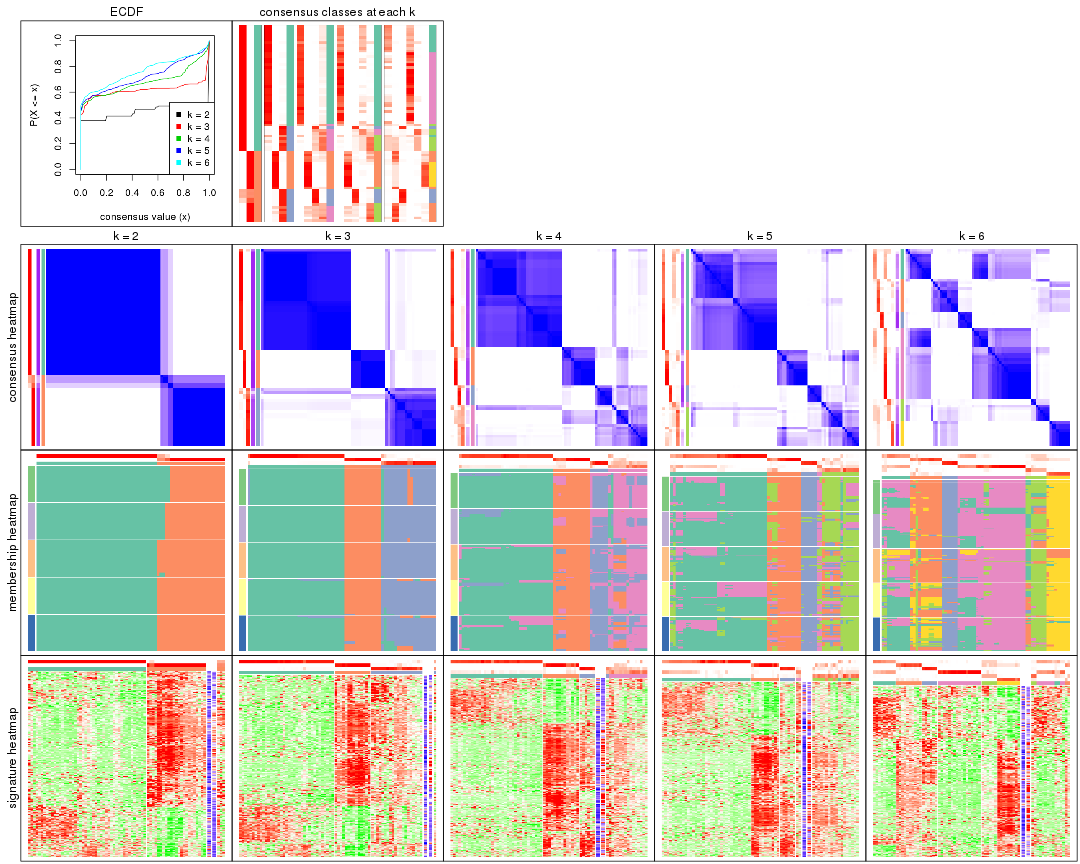 ECDF
consensus classes at each k
P(X <= x)
1.0
0.8
0.6
0.4
0.2
0.0
k = 2
k = 3
k = 4
k = 5
k = 6
0.0 0.2 0.4 0.6 0.8 1.0
consensus value (x)
k = 2
k = 3
k = 4
k = 5
k = 6
consensus heatmap
membership heatmap
signature heatmap